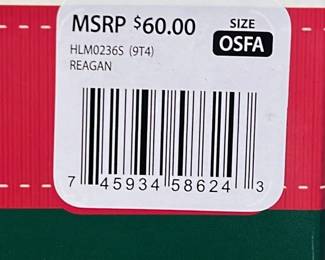 MSRP $60.00
SIZE
OSFA
HLM0236S (9T4)
REAGAN
7 45934 58624 3